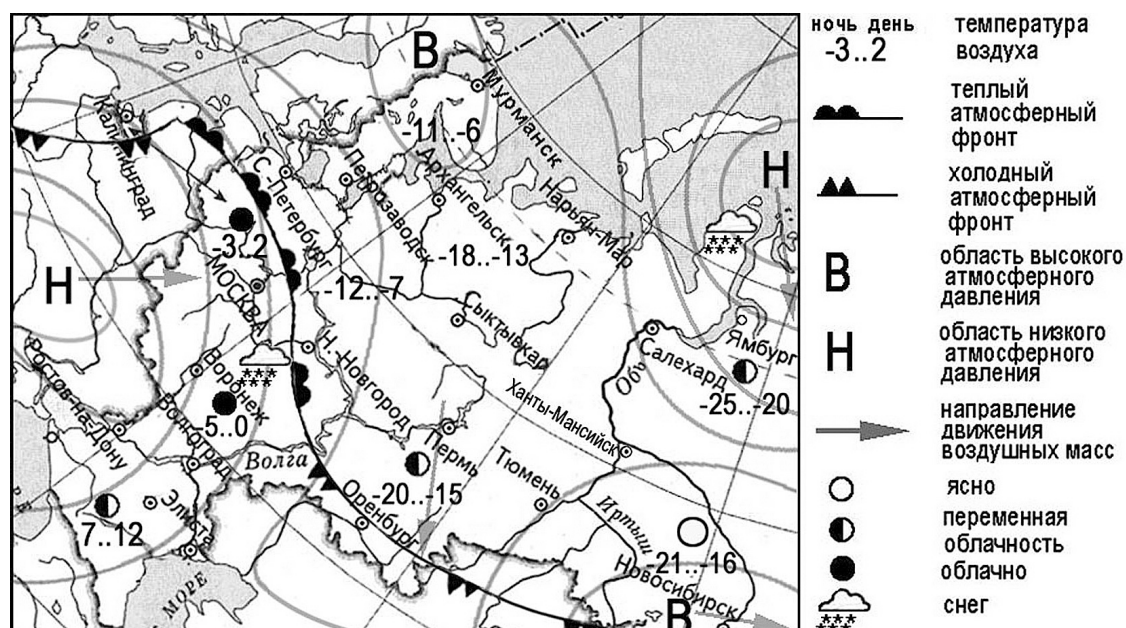 В
Мурманск
Калининград
-11..-6
С.-Петербург
Петрозаводск
Архангельск
Нарьян-Мар
Н
-3..2
-18..-13
МОСКВА
-12..-7
Н
Сыктывкар
Ростов-на-Дону
Воронеж
Н. Новгород
Обь
Салехард
Ямбург
-25..-20
Ханты-Мансийск
-5..0
Волгоград
Волга
Пермь
Тюмень
-20..-15
Оренбург
Иртыш
7..12
Элиста
-21..-16
Новосибирск
В
МОРЕ
ночь день
-3..2
температура
воздуха
теплый
атмосферный
фронт
холодный
атмосферный
фронт
В
область высокого
атмосферного
давления
Н
область низкого
атмосферного
давления
направление
движения
воздушных масс
ясно
переменная
облачность
облачно
снег